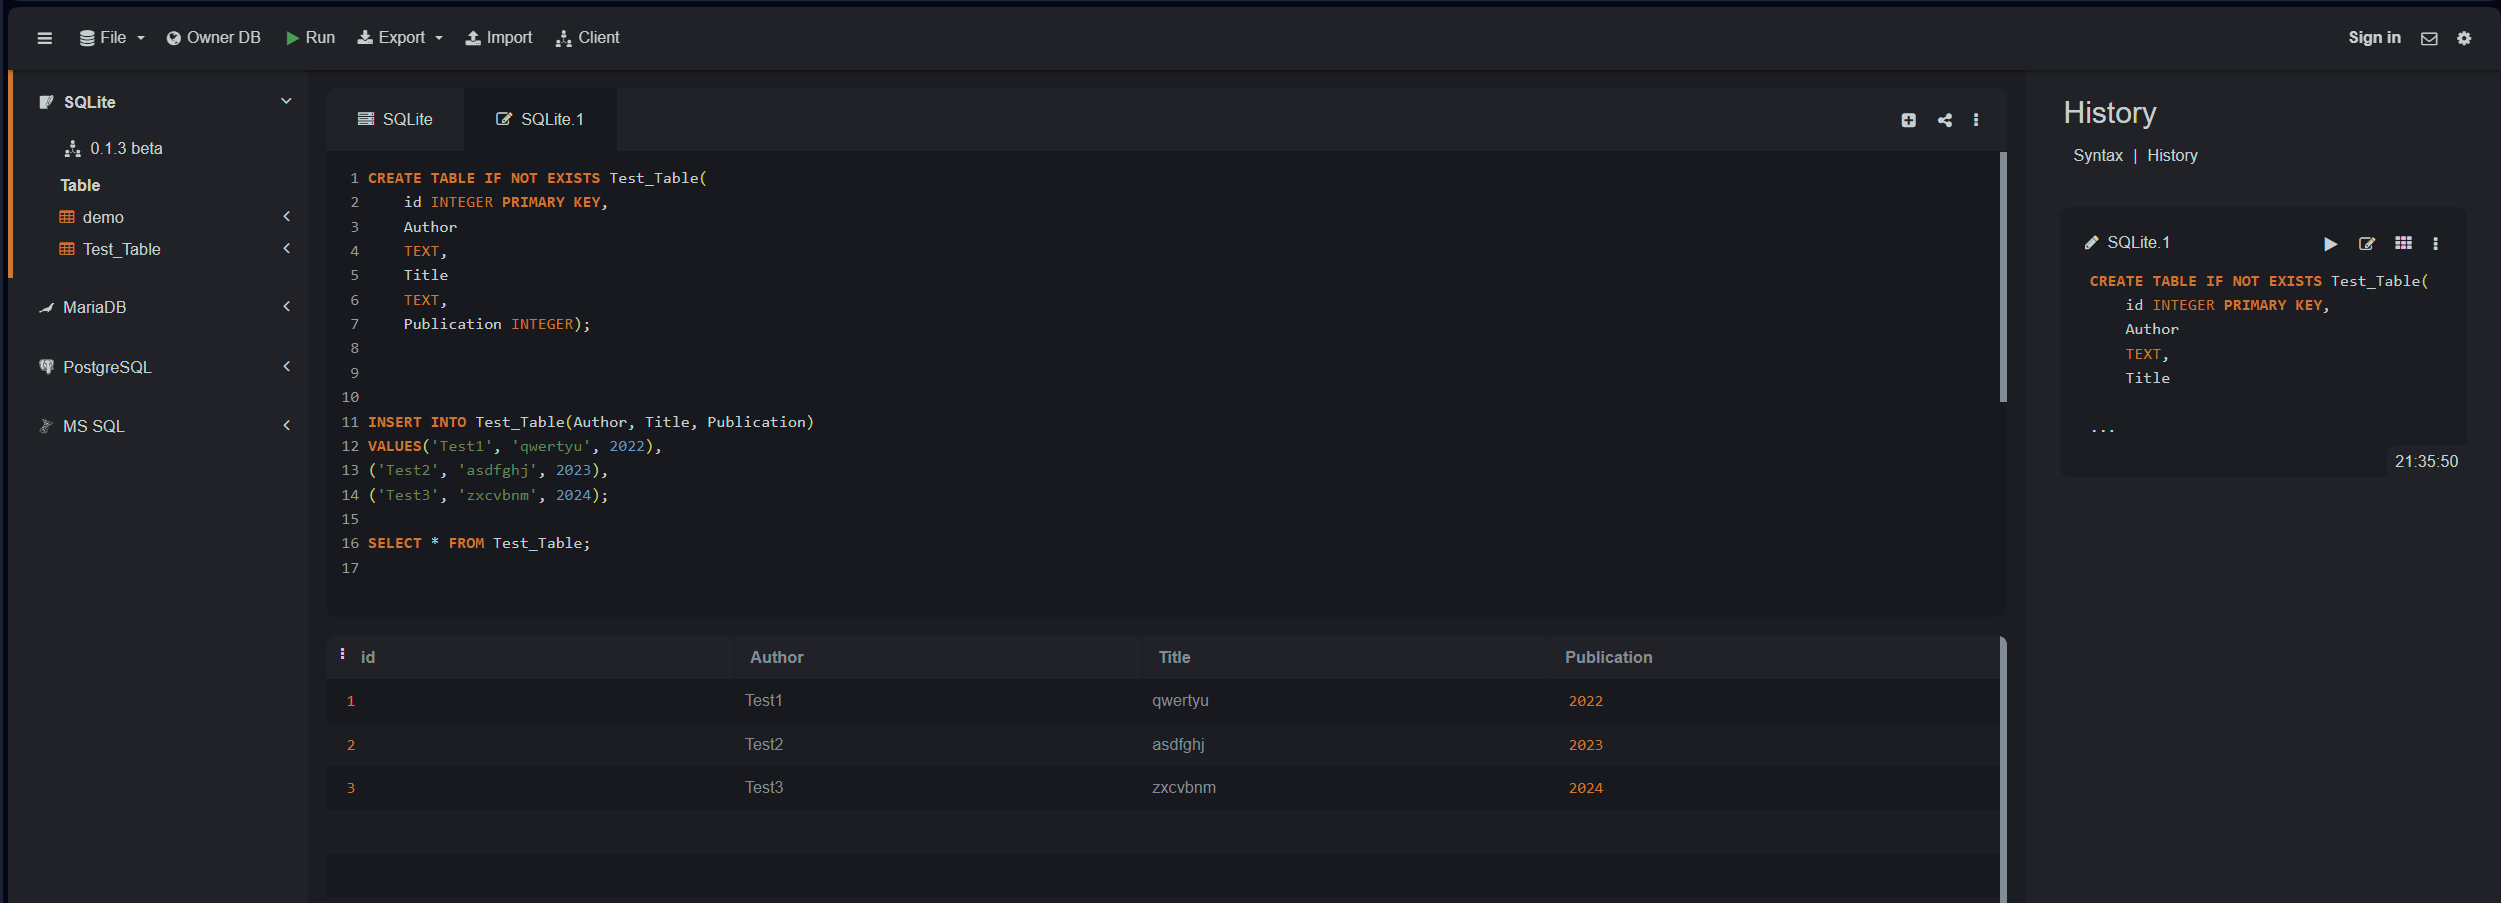 File Owner DB Run Export Import Client Sign in
SQLite
0.1.3 beta
Table
demo
Test_Table
MariaDB
PostgreSQL
MS SQL
SQLite SQLite.1
1 CREATE TABLE IF NOT EXISTS Test_Table(
2 id INTEGER PRIMARY KEY,
3 Author
4 TEXT,
5 Title
6 TEXT,
7 Publication INTEGER);
8
9
10
11 INSERT INTO Test_Table(Author, Title, Publication)
12 VALUES('Test1', 'qwertyu', 2022),
13 ('Test2', 'asdfghj', 2023),
14 ('Test3', 'zxcvbnm', 2024);
15
16 SELECT * FROM Test_Table;
17
id Author Title Publication
1 Test1 qwertyu 2022
2 Test2 asdfghj 2023
3 Test3 zxcvbnm 2024
History
Syntax | History
SQLite.1
CREATE TABLE IF NOT EXISTS Test_Table(
id INTEGER PRIMARY KEY,
Author
TEXT,
Title
...
21:35:50